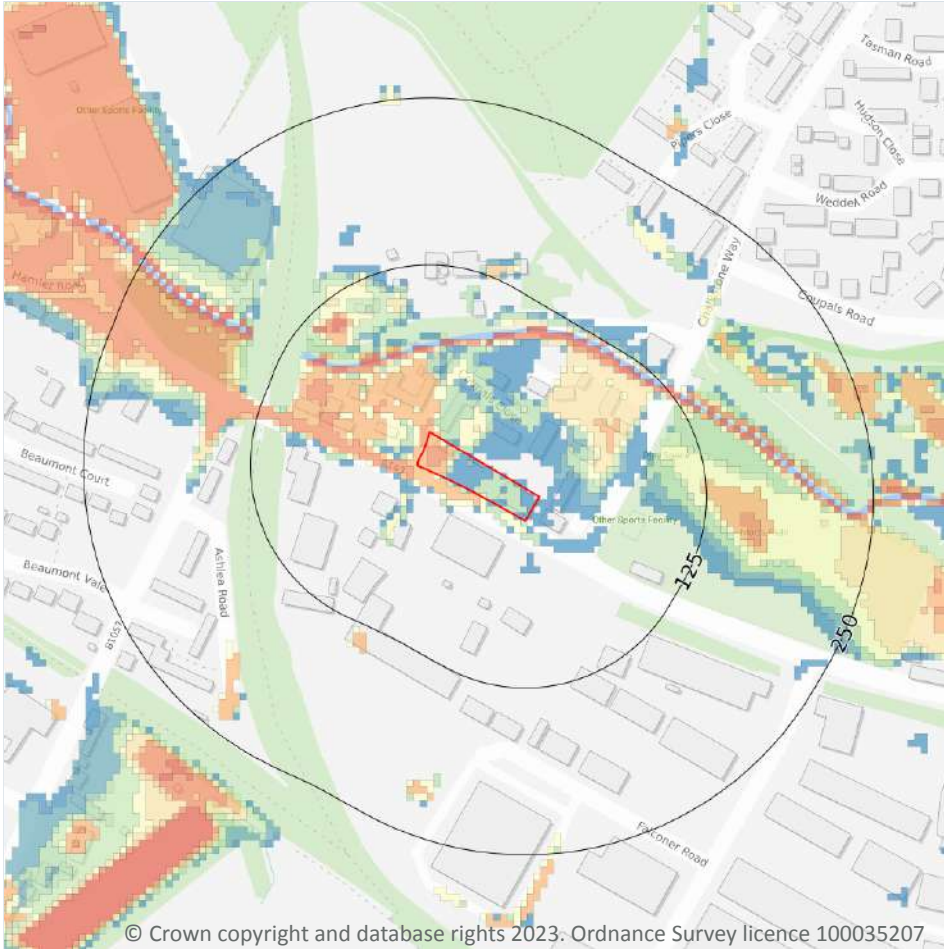 Tasman Road
Other Sports Facility
Pipers Close
Hudson Close
Weddell Road
Chalkstone Way
Coupals Road
Hamlet Road
Beaumont Court
Other Sports Facility
Beaumont Vale
Ashlea Road
125
B1057
250
Falconer Road
© Crown copyright and database rights 2023. Ordnance Survey licence 100035207